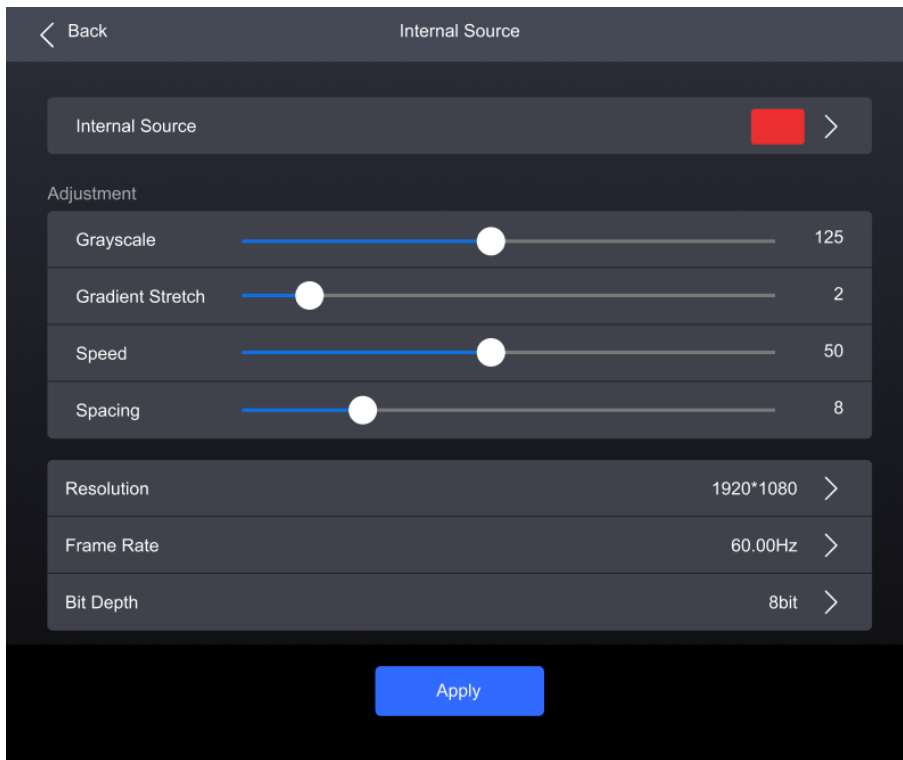 Back
Internal Source
Internal Source
Adjustment
Grayscale 125
Gradient Stretch 2
Speed 50
Spacing 8
Resolution 1920*1080
Frame Rate 60.00Hz
Bit Depth 8bit
Apply